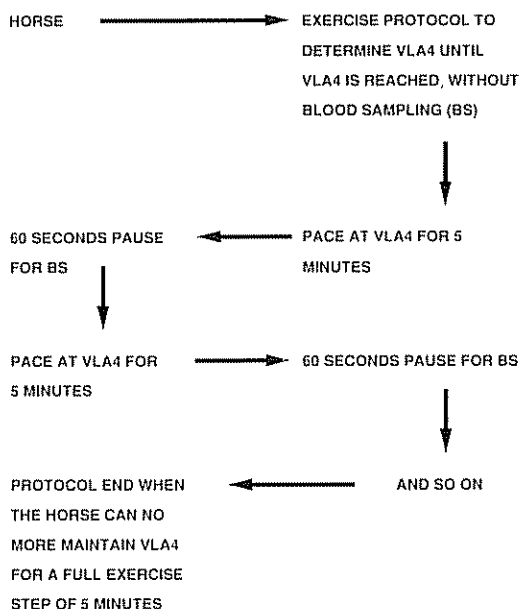 HORSE
EXERCISE PROTOCOL TO
DETERMINE VLA4 UNTIL
VLA4 IS REACHED, WITHOUT
BLOOD SAMPLING (BS)
PACE AT VLA4 FOR 5
MINUTES
60 SECONDS PAUSE
FOR BS
PACE AT VLA4 FOR
5 MINUTES
60 SECONDS PAUSE FOR BS
AND SO ON
PROTOCOL END WHEN
THE HORSE CAN NO
MORE MAINTAIN VLA4
FOR A FULL EXERCISE
STEP OF 5 MINUTES